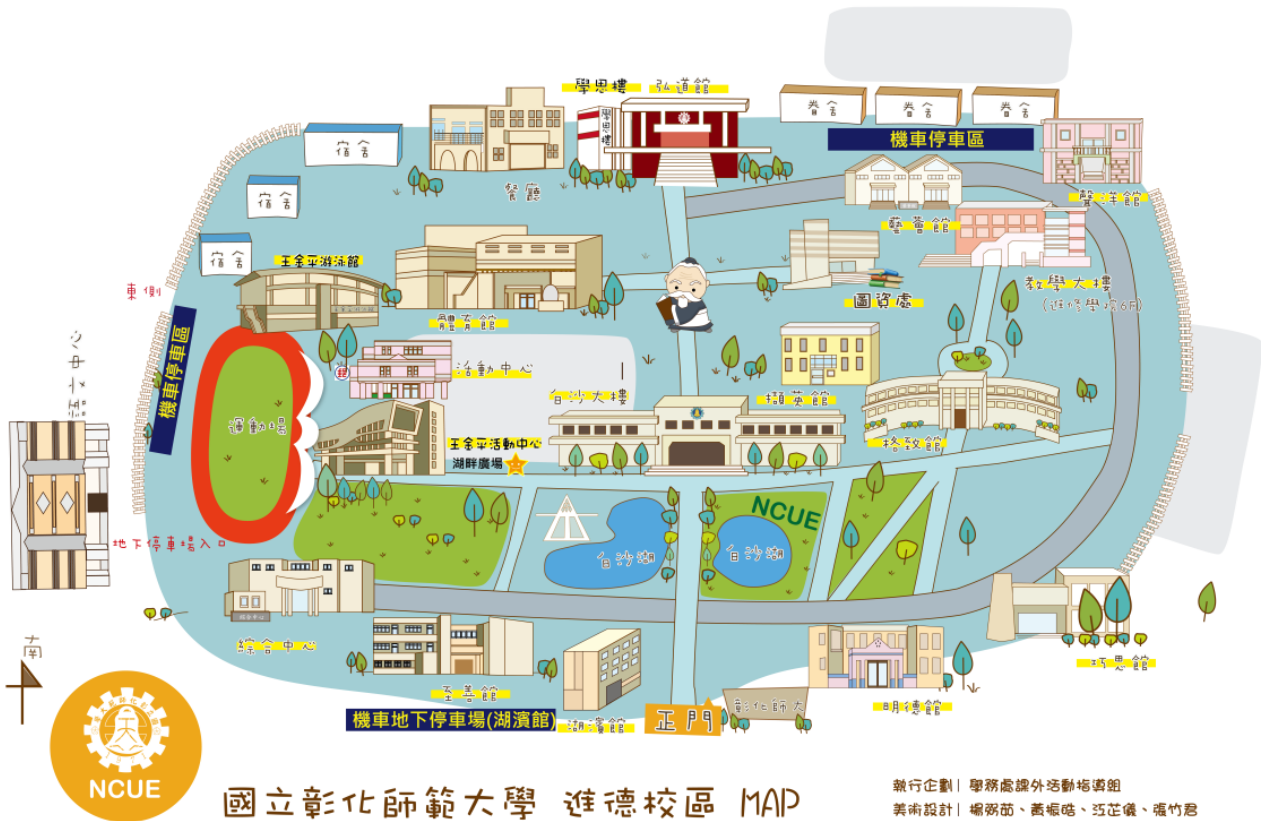 學思樓 弘道館
學思樓
眷舍 眷舍 眷舍
機車停車區
宿舍
餐廳
聲洋館
宿舍
藝薈館
宿舍
王金平游泳館
東側
體育館
圖資處
教學大樓
(進修學院6F)
機車停車區
活動中心
白沙大樓
擷英館
運動場
王金平活動中心
湖畔廣場
格致館
NCUE
地下停車場入口
白沙湖
白沙湖
綜合中心
南
至善館
巧思館
機車地下停車場(湖濱館)
湖濱館
正門
彰化師大
明德館
NCUE
國立彰化師範大學 進德校區 MAP
執行企劃| 學務處課外活動指導組